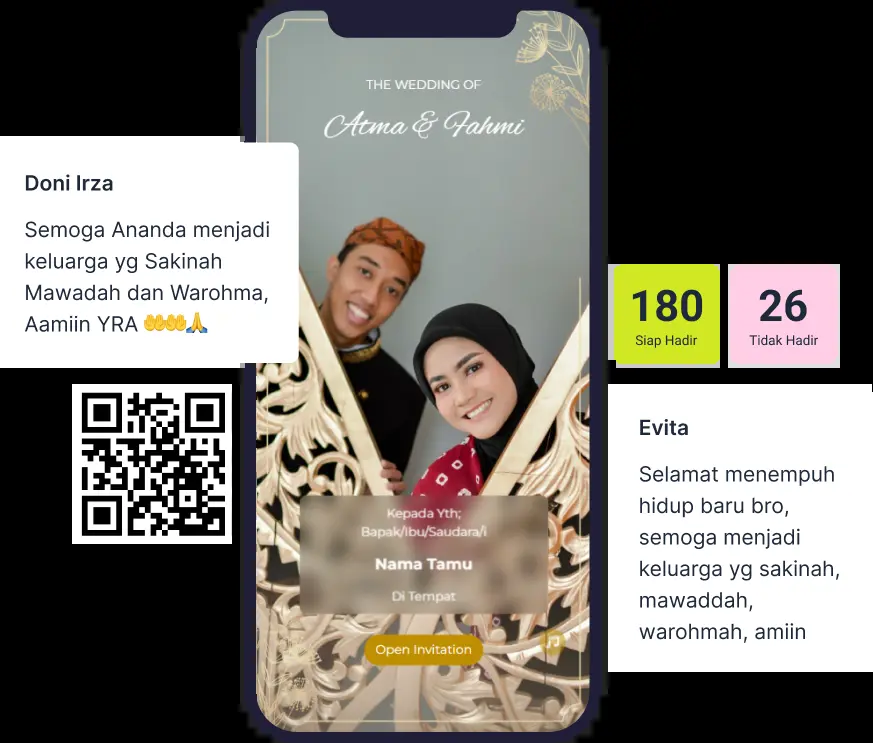 THE WEDDING OF
Atma & Fahmi
Doni Irza
Semoga Ananda menjadi
keluarga yg Sakinah
Mawadah dan Warohma,
Aamiin YRA 🤲🤲🙏
180
Siap Hadir
26
Tidak Hadir
Kepada Yth;
Bapak/Ibu/Saudara/i
Nama Tamu
Di Tempat
Open Invitation
Evita
Selamat menempuh
hidup baru bro,
semoga menjadi
keluarga yg sakinah,
mawaddah,
warohmah, amiin